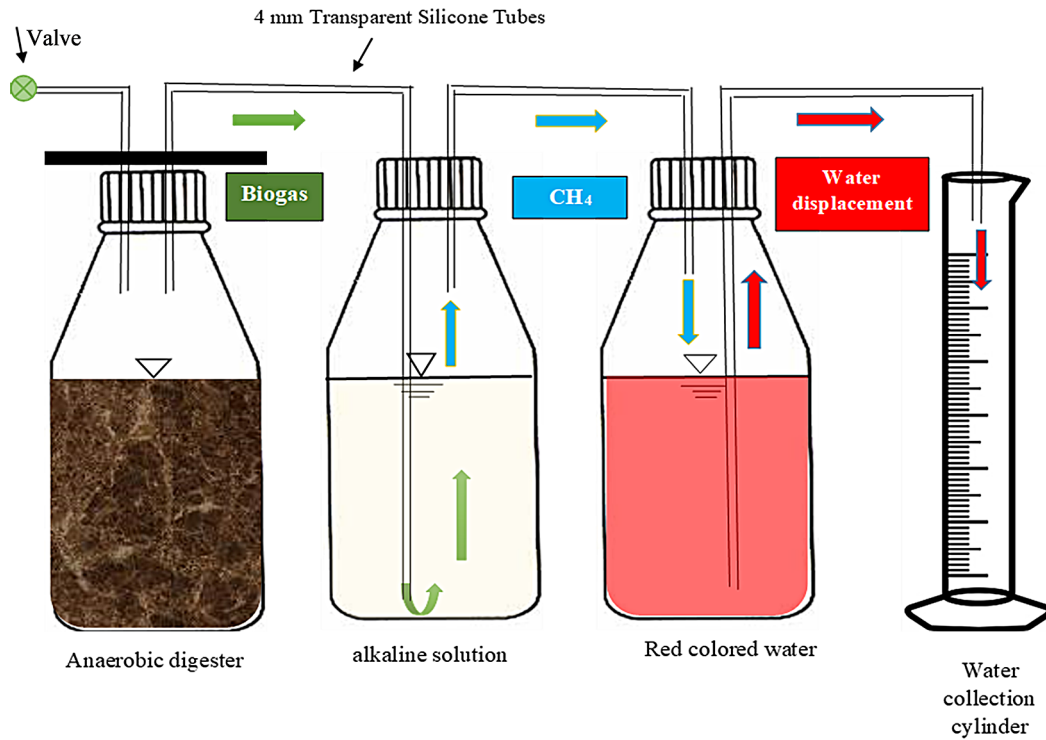 4 mm Transparent Silicone Tubes
Valve
Biogas
CH₄
Water
displacement
Anaerobic digester
alkaline solution
Red colored water
Water
collection
cylinder